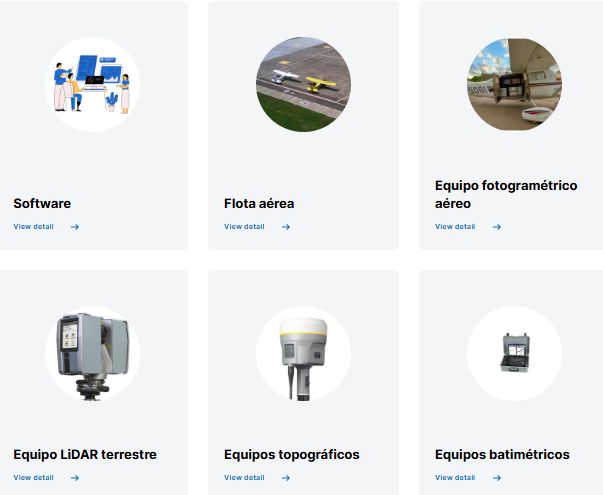 Software
View detail →
Flota aérea
View detail →
Equipo fotogramétrico
aéreo
View detail →
Equipo LiDAR terrestre
View detail →
Equipos topográficos
View detail →
Equipos batimétricos
View detail →